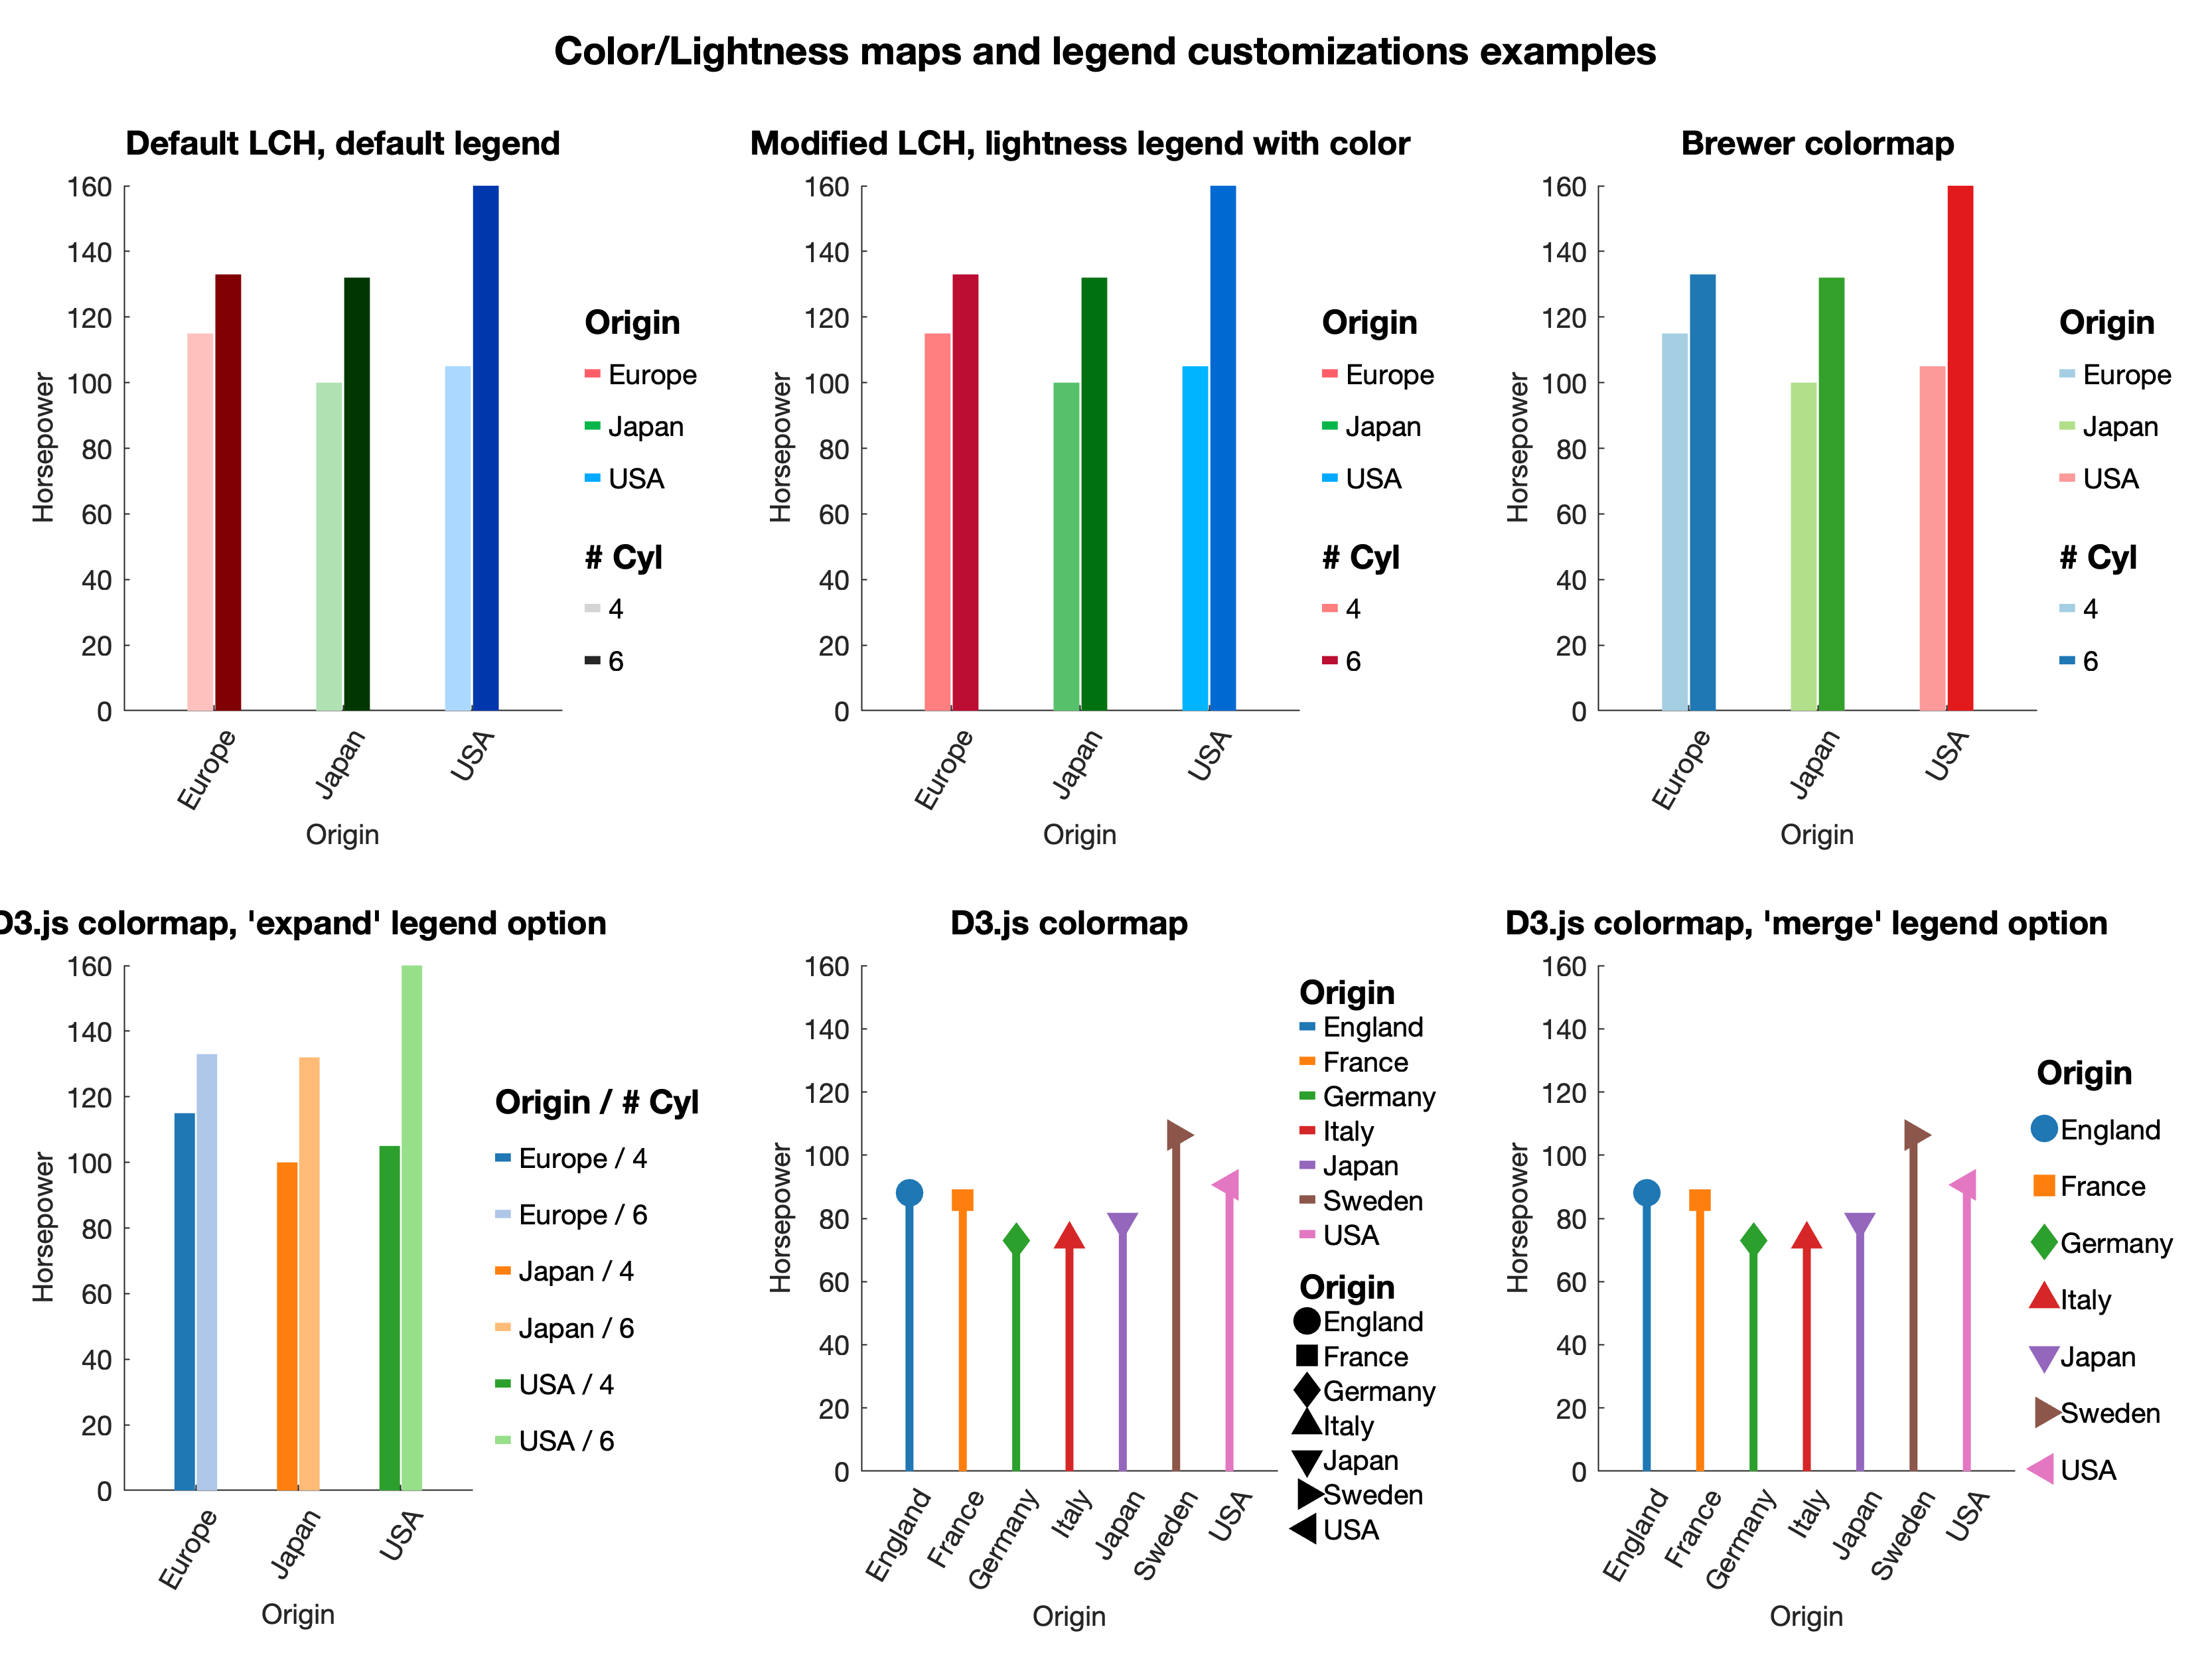 Color/Lightness maps and legend customizations examples
Default LCH, default legend
160
140
120
100
80
60
40
20
0
Horsepower
Europe
Japan
USA
Origin
Origin
Europe
Japan
USA
# Cyl
4
6
Modified LCH, lightness legend with color
160
140
120
100
80
60
40
20
0
Horsepower
Europe
Japan
USA
Origin
Origin
Europe
Japan
USA
# Cyl
4
6
Brewer colormap
160
140
120
100
80
60
40
20
0
Horsepower
Europe
Japan
USA
Origin
Origin
Europe
Japan
USA
# Cyl
4
6
D3.js colormap, 'expand' legend option
160
140
120
100
80
60
40
20
0
Horsepower
Europe
Japan
USA
Origin
Origin / # Cyl
Europe / 4
Europe / 6
Japan / 4
Japan / 6
USA / 4
USA / 6
D3.js colormap
160
140
120
100
80
60
40
20
0
Horsepower
England
France
Germany
Italy
Japan
Sweden
USA
Origin
Origin
England
France
Germany
Italy
Japan
Sweden
USA
Origin
England
France
Germany
Italy
Japan
Sweden
USA
D3.js colormap, 'merge' legend option
160
140
120
100
80
60
40
20
0
Horsepower
England
France
Germany
Italy
Japan
Sweden
USA
Origin
Origin
England
France
Germany
Italy
Japan
Sweden
USA